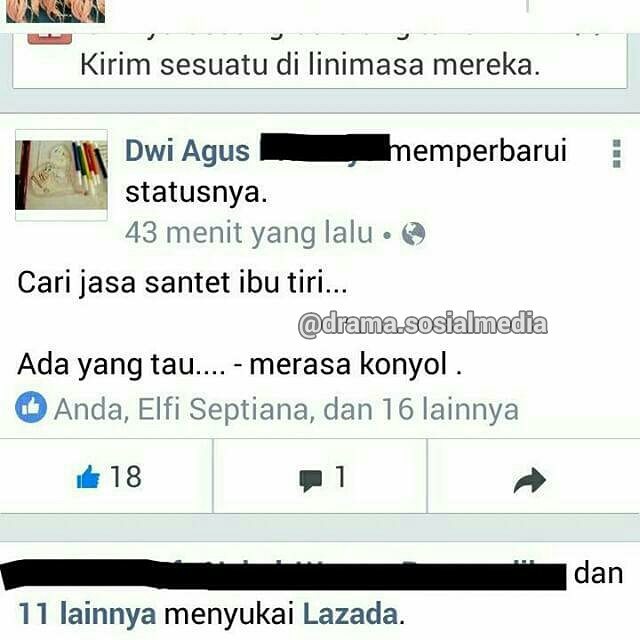 Kirim sesuatu di linimasa mereka.
Dwi Agus memperbarui
statusnya.
43 menit yang lalu •
Cari jasa santet ibu tiri...
@drama.sosialmedia
Ada yang tau.... - merasa konyol .
Anda, Elfi Septiana, dan 16 lainnya
18 1
dan
11 lainnya menyukai Lazada.